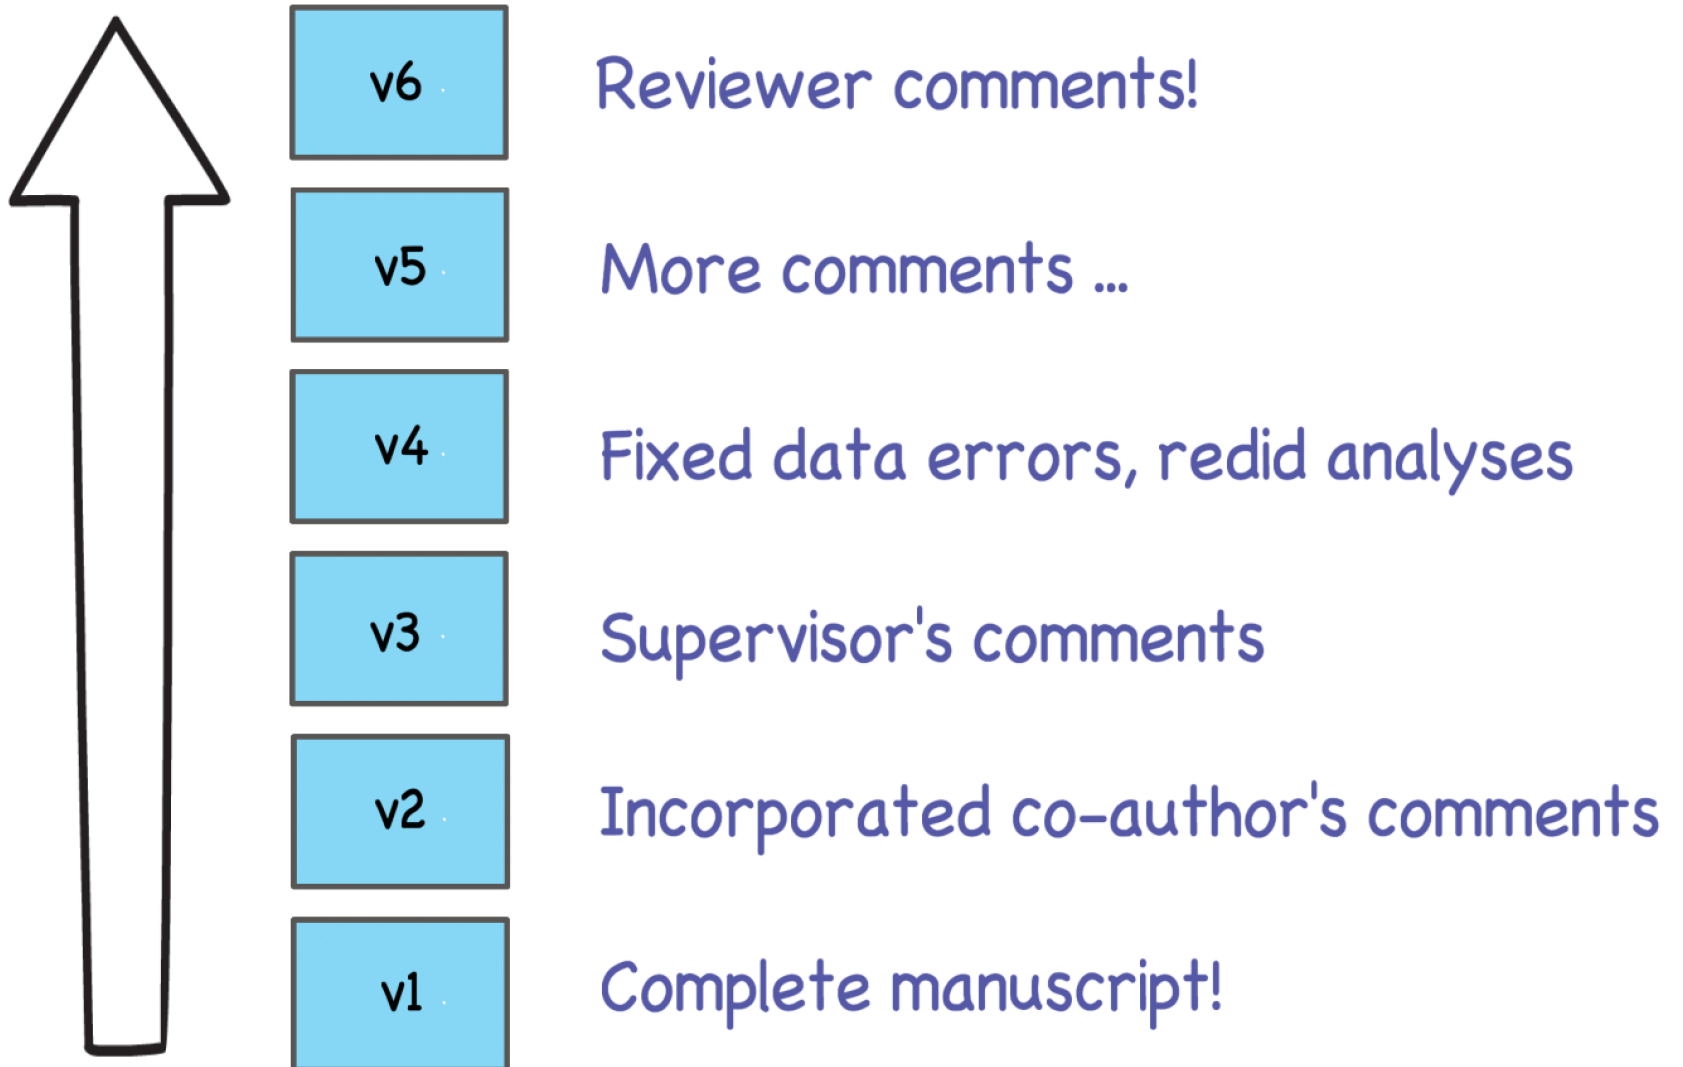 v6 Reviewer comments!
v5 More comments ...
v4 Fixed data errors, redid analyses
v3 Supervisor's comments
v2 Incorporated co-author's comments
v1 Complete manuscript!